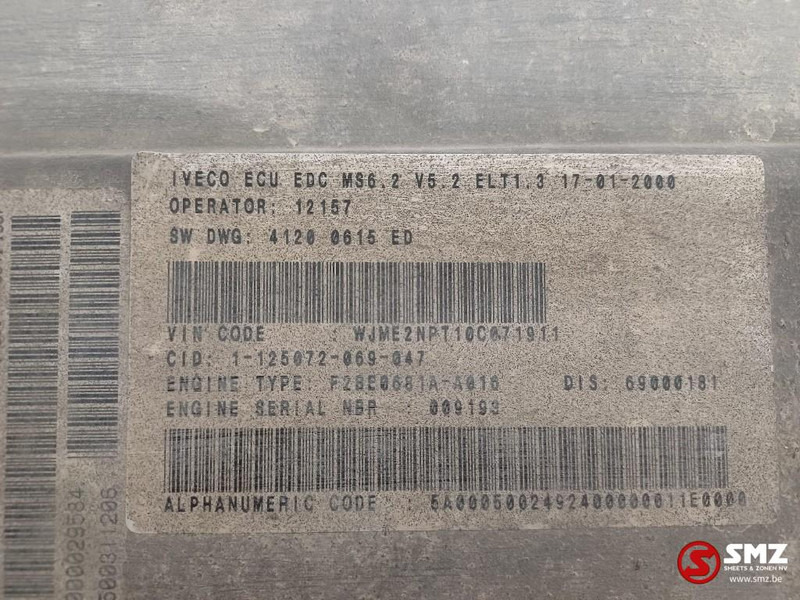 IVECO ECU EDC MS6.2 V5.2 ELT1.3 17-01-2000
OPERATOR: 12157
SW DWG: 4120 0615 ED
VIN CODE : WJME2NPT10C071911
CID: 1-125072-069-047
ENGINE TYPE: F2BE0681A-A016 DIS: 69000181
ENGINE SERIAL NBR : 009193
ALPHANUMERIC CODE : 5A0005002492400000011E0000
SMZ
SHEETS & ZONEN NV
www.smz.be